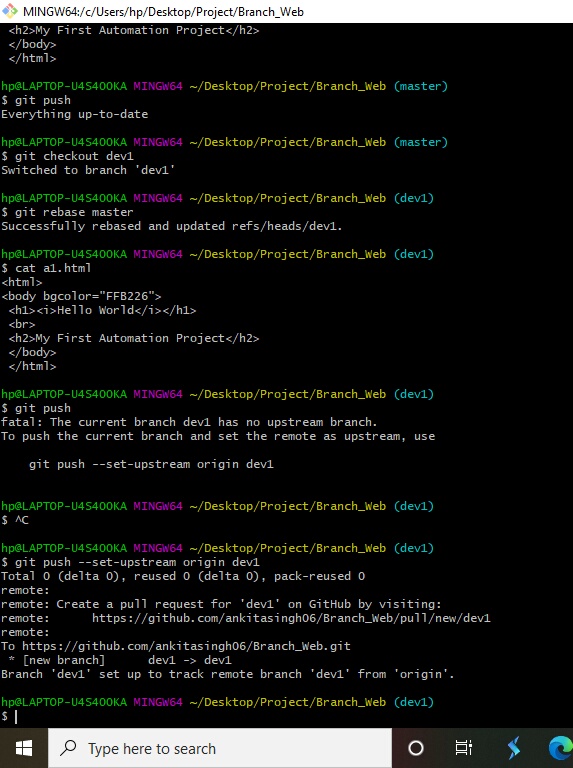 MINGW64:/c/Users/hp/Desktop/Project/Branch_Web
<h2>My First Automation Project</h2>
</body>
</html>
hp@LAPTOP-U4S4OOKA MINGW64 ~/Desktop/Project/Branch_Web (master)
$ git push
Everything up-to-date
hp@LAPTOP-U4S4OOKA MINGW64 ~/Desktop/Project/Branch_Web (master)
$ git checkout dev1
Switched to branch 'dev1'
hp@LAPTOP-U4S4OOKA MINGW64 ~/Desktop/Project/Branch_Web (dev1)
$ git rebase master
Successfully rebased and updated refs/heads/dev1.
hp@LAPTOP-U4S4OOKA MINGW64 ~/Desktop/Project/Branch_Web (dev1)
$ cat a1.html
<html>
<body bgcolor="FFB226">
<h1><i>Hello World</i></h1>
<br>
<h2>My First Automation Project</h2>
</body>
</html>
hp@LAPTOP-U4S4OOKA MINGW64 ~/Desktop/Project/Branch_Web (dev1)
$ git push
fatal: The current branch dev1 has no upstream branch.
To push the current branch and set the remote as upstream, use
git push --set-upstream origin dev1
hp@LAPTOP-U4S4OOKA MINGW64 ~/Desktop/Project/Branch_Web (dev1)
$ ^C
hp@LAPTOP-U4S4OOKA MINGW64 ~/Desktop/Project/Branch_Web (dev1)
$ git push --set-upstream origin dev1
Total 0 (delta 0), reused 0 (delta 0), pack-reused 0
remote:
remote: Create a pull request for 'dev1' on GitHub by visiting:
remote: https://github.com/ankitasingh06/Branch_Web/pull/new/dev1
remote:
To https://github.com/ankitasingh06/Branch_Web.git
* [new branch] dev1 -> dev1
Branch 'dev1' set up to track remote branch 'dev1' from 'origin'.
hp@LAPTOP-U4S4OOKA MINGW64 ~/Desktop/Project/Branch_Web (dev1)
$
Type here to search